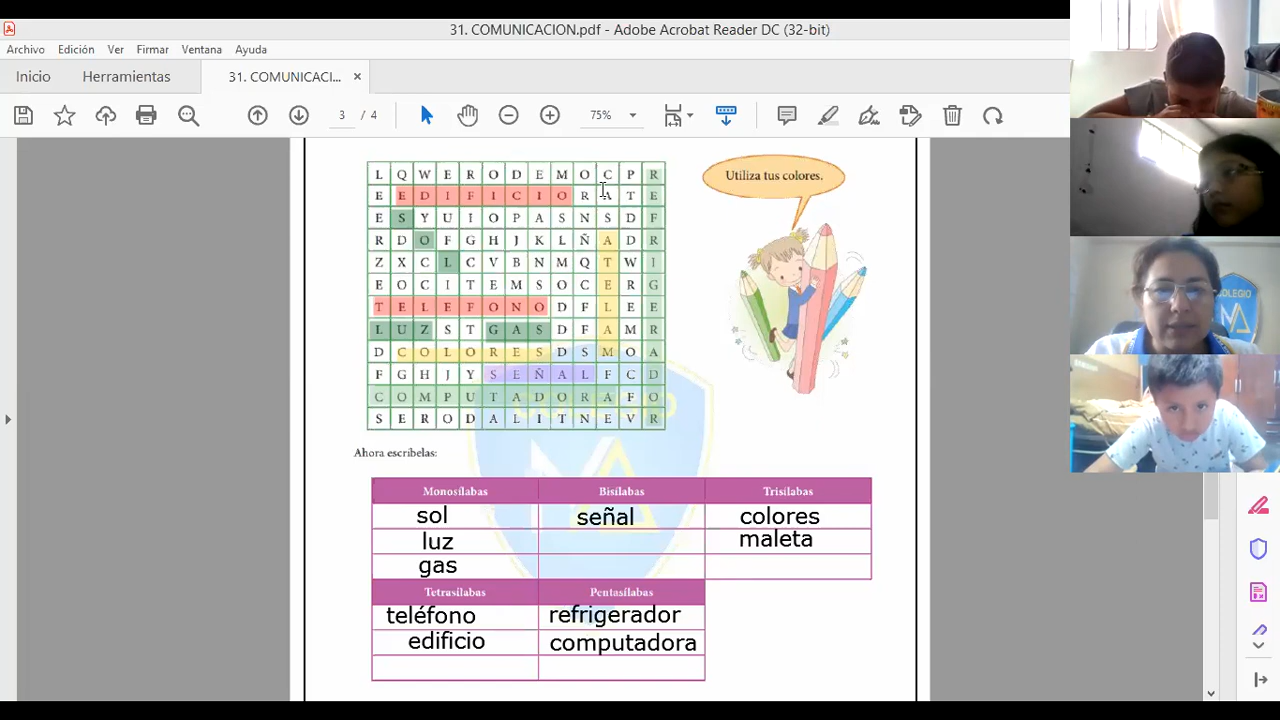 31. COMUNICACION.pdf - Adobe Acrobat Reader DC (32-bit)
Archivo Edición Ver Firmar Ventana Ayuda
Inicio Herramientas 31. COMUNICACI... ×
3 / 4 75%
L Q W E R O D E M O C P R
E E D I F I C I O R A T E
E S Y U I O P A S N S D F
R D O F G H J K L Ñ A D R
Z X C L C V B N M Q T W I
E O C I T E M S O C E R G
T E L E F O N O D F L E E
L U Z S T G A S D F A M R
D C O L O R E S D S M O A
F G H J Y S E Ñ A L F C D
C O M P U T A D O R A F O
S E R O D A L I T N E V R
Utiliza tus colores.
Ahora escribelas:
Monosílabas Bisílabas Trisílabas
sol señal colores
luz maleta
gas
Tetrasílabas Pentasílabas
teléfono refrigerador
edificio computadora
COLEGIO